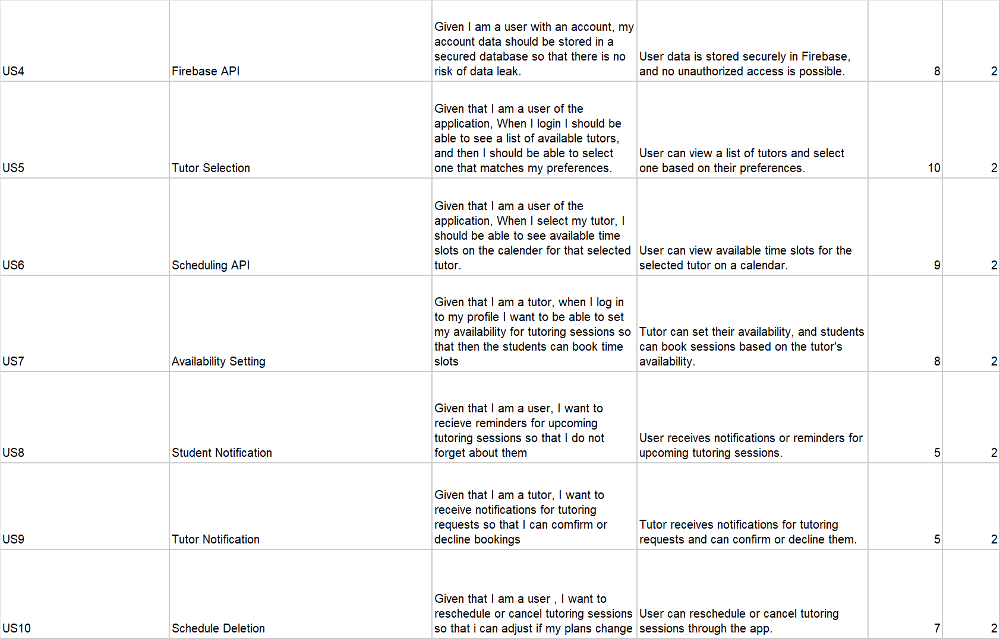 US4
Firebase API
Given I am a user with an account, my
account data should be stored in a
secured database so that there is no
risk of data leak.
User data is stored securely in Firebase,
and no unauthorized access is possible.
8
2
US5
Tutor Selection
Given that I am a user of the
application, When I login I should be
able to see a list of available tutors,
and then I should be able to select
one that matches my preferences.
User can view a list of tutors and select
one based on their preferences.
10
2
US6
Scheduling API
Given that I am a user of the
application, When I select my tutor, I
should be able to see available time
slots on the calender for that selected
tutor.
User can view available time slots for the
selected tutor on a calendar.
9
2
US7
Availability Setting
Given that I am a tutor, when I log in
to my profile I want to be able to set
my availability for tutoring sessions so
that then the students can book time
slots
Tutor can set their availability, and students
can book sessions based on the tutor's
availability.
8
2
US8
Student Notification
Given that I am a user, I want to
recieve reminders for upcoming
tutoring sessions so that I do not
forget about them
User receives notifications or reminders for
upcoming tutoring sessions.
5
2
US9
Tutor Notification
Given that I am a tutor, I want to
receive notifications for tutoring
requests so that I can comfirm or
decline bookings
Tutor receives notifications for tutoring
requests and can confirm or decline them.
5
2
US10
Schedule Deletion
Given that I am a user , I want to
reschedule or cancel tutoring sessions
so that i can adjust if my plans change
User can reschedule or cancel tutoring
sessions through the app.
7
2